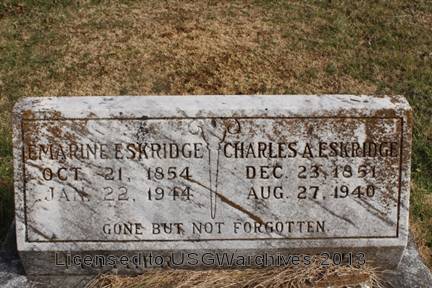 EMARINE ESKRIDGE
OCT. 21, 1854
JAN. 22, 1944
CHARLES A. ESKRIDGE
DEC. 23, 1851
AUG. 27, 1940
GONE BUT NOT FORGOTTEN.
Licensed to USGWarchives 2013